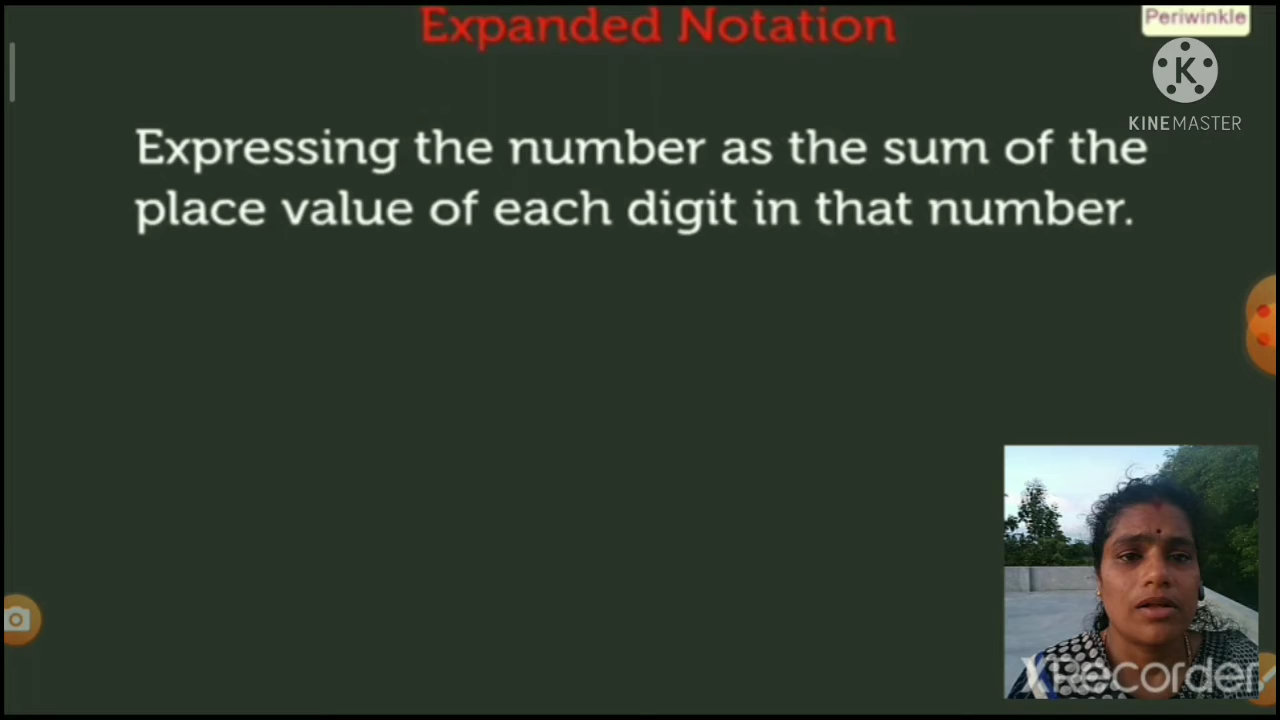 Expanded Notation
Periwinkle
K
KINEMASTER
Expressing the number as the sum of the
place value of each digit in that number.
XRecorder